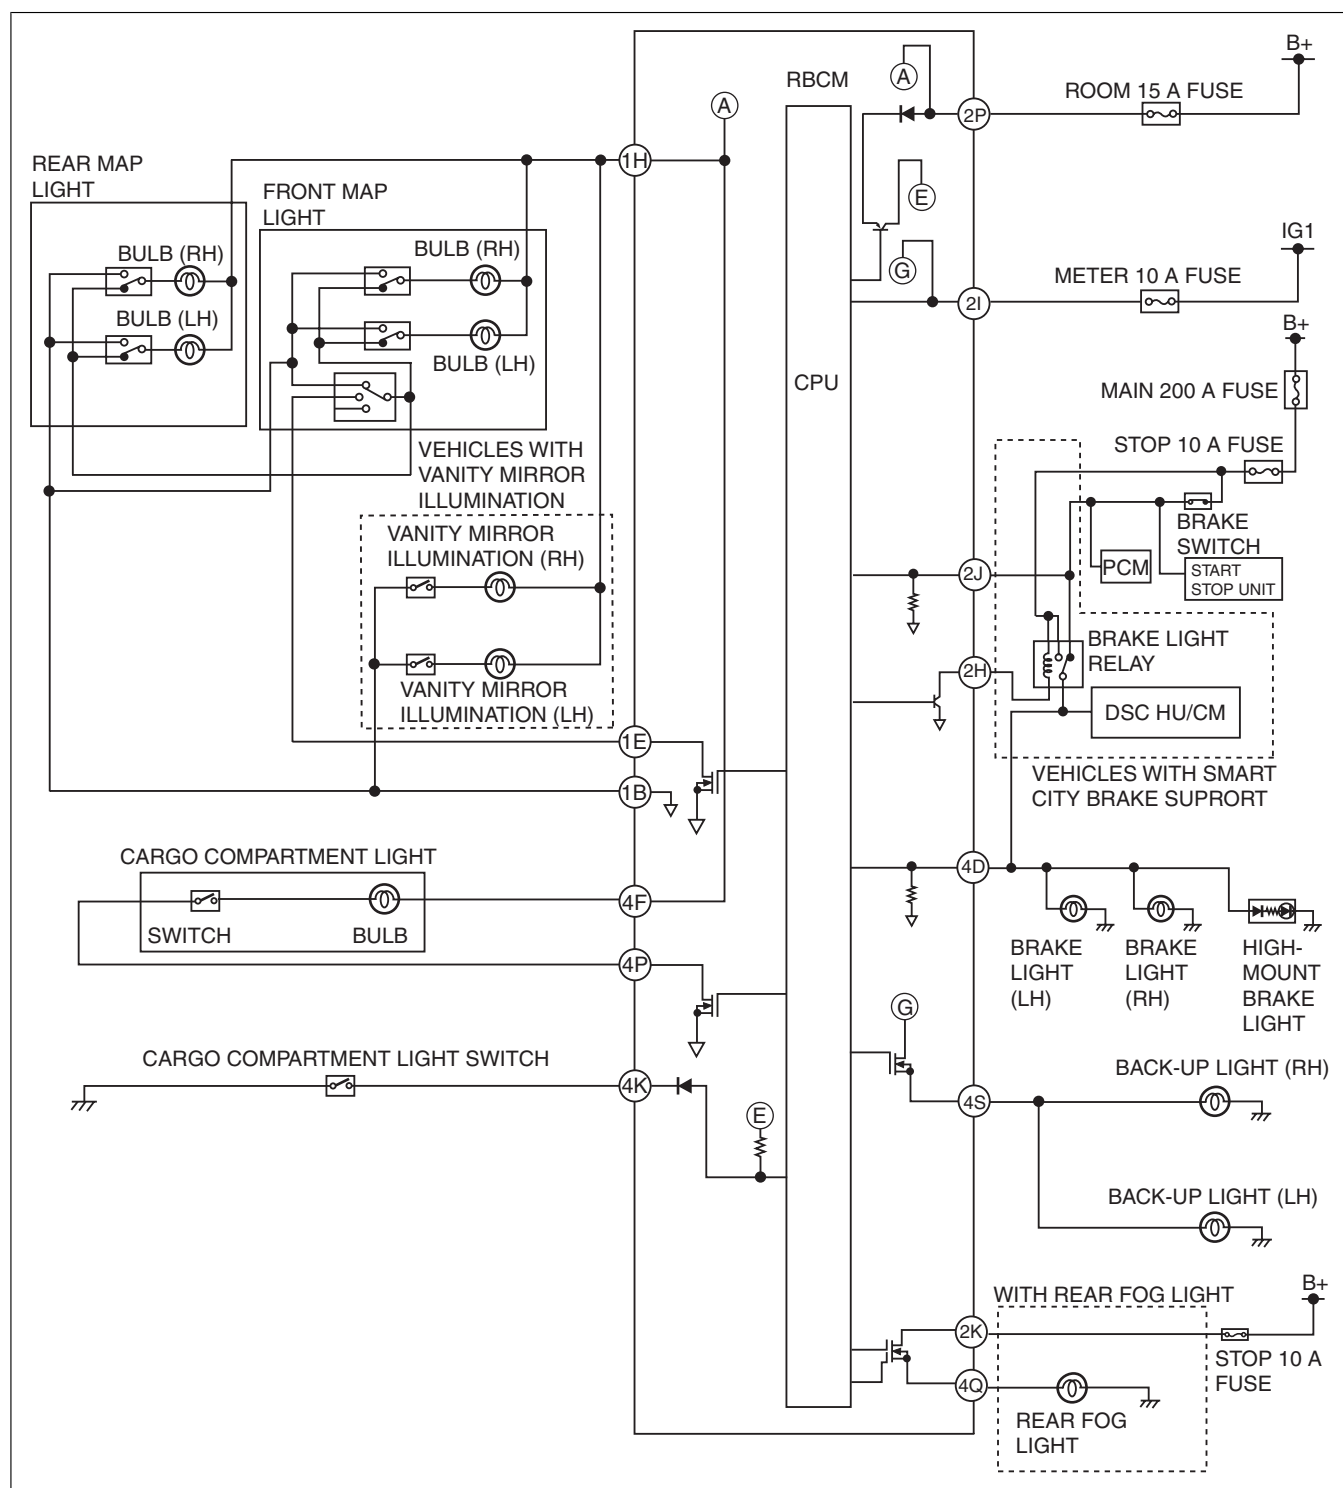 B+
RBCM
A
ROOM 15 A FUSE
A
2P
1H
REAR MAP
LIGHT
FRONT MAP
LIGHT
E
IG1
BULB (RH)
BULB (RH)
G
METER 10 A FUSE
2I
BULB (LH)
B+
BULB (LH)
CPU
MAIN 200 A FUSE
VEHICLES WITH
VANITY MIRROR
ILLUMINATION
STOP 10 A FUSE
VANITY MIRROR
ILLUMINATION (RH)
BRAKE
SWITCH
2J
PCM
START
STOP UNIT
BRAKE LIGHT
RELAY
2H
VANITY MIRROR
ILLUMINATION (LH)
DSC HU/CM
1E
VEHICLES WITH SMART
CITY BRAKE SUPRORT
1B
CARGO COMPARTMENT LIGHT
4D
4F
SWITCH
BULB
BRAKE
LIGHT
(LH)
BRAKE
LIGHT
(RH)
HIGH-
MOUNT
BRAKE
LIGHT
4P
G
CARGO COMPARTMENT LIGHT SWITCH
BACK-UP LIGHT (RH)
4K
4S
E
BACK-UP LIGHT (LH)
B+
WITH REAR FOG LIGHT
2K
STOP 10 A
FUSE
4Q
REAR FOG
LIGHT